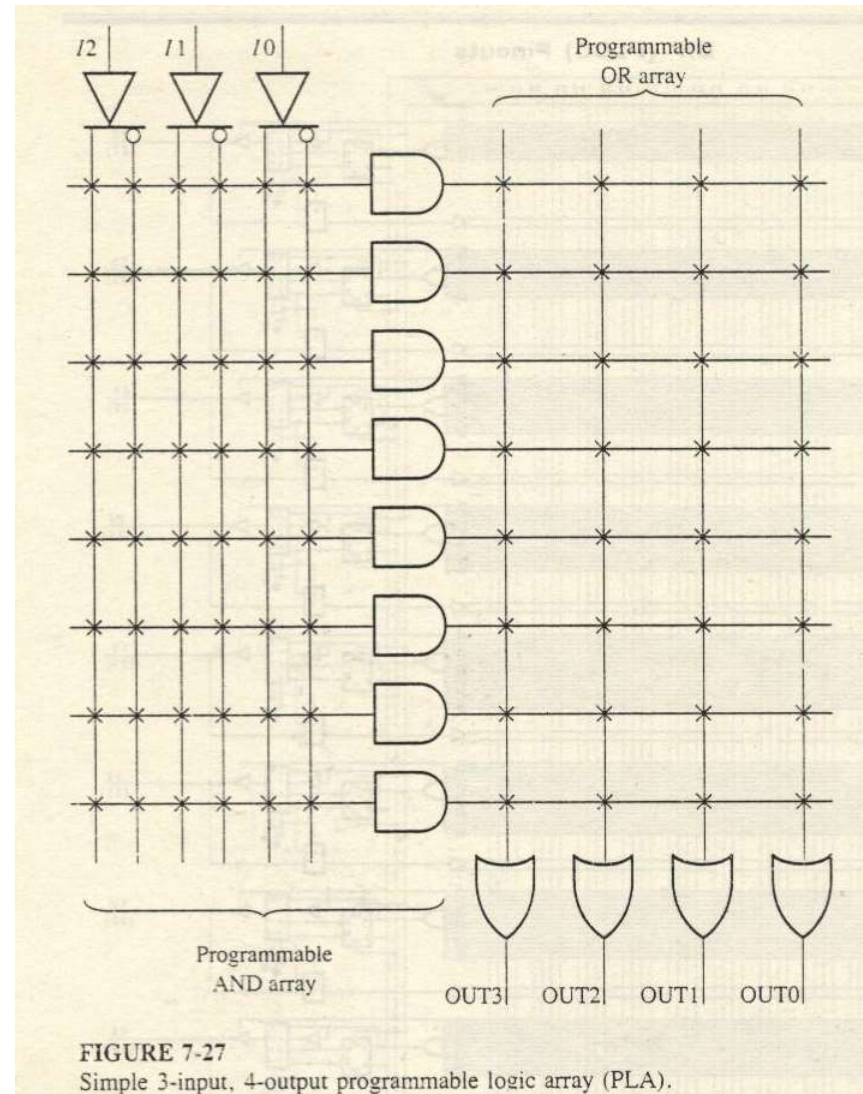 I2 I1 I0
Programmable
OR array
Programmable
AND array
OUT3 OUT2 OUT1 OUT0
FIGURE 7-27
Simple 3-input, 4-output programmable logic array (PLA).